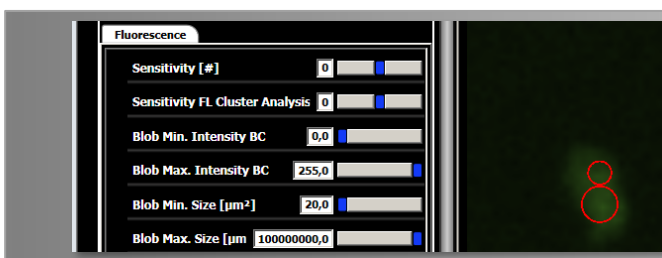 Fluorescence
Sensitivity [#] 0
Sensitivity FL Cluster Analysis 0
Blob Min. Intensity BC 0,0
Blob Max. Intensity BC 255,0
Blob Min. Size [µm²] 20,0
Blob Max. Size [µm 100000000,0